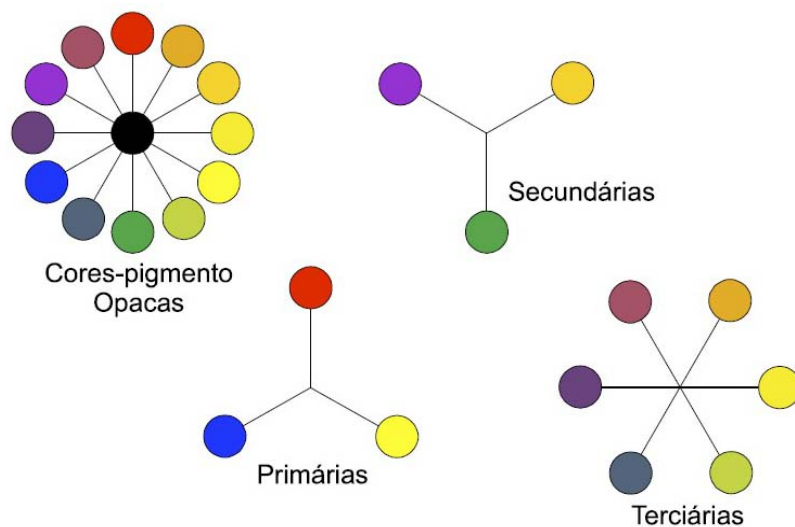 Secundárias
Cores-pigmento
Opacas
Primárias
Terciárias